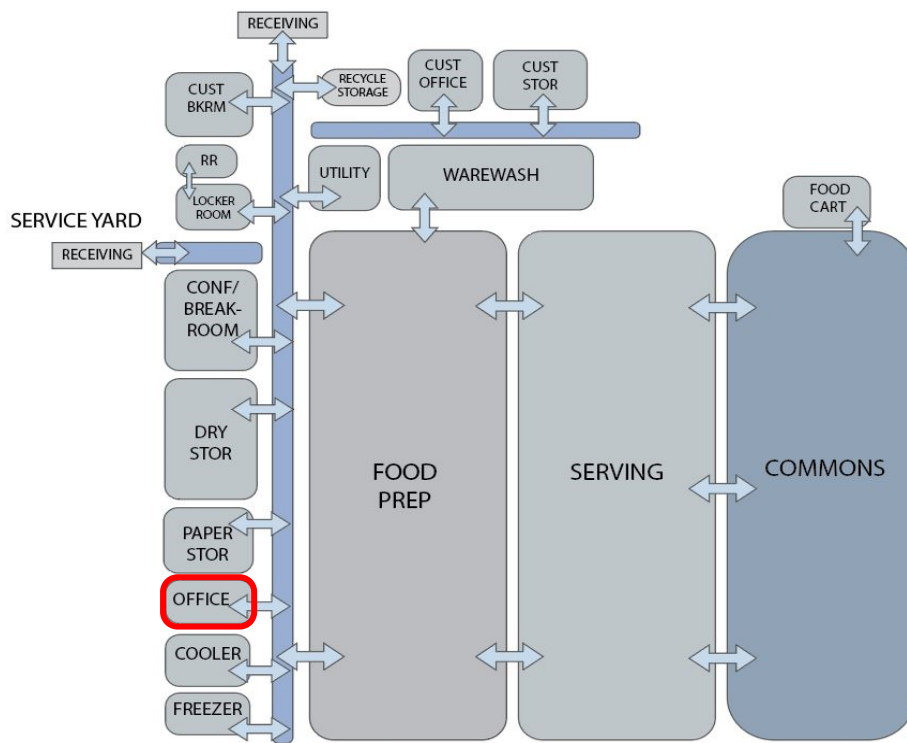 RECEIVING
CUST
BKRM
RECYCLE
STORAGE
CUST
OFFICE
CUST
STOR
RR
LOCKER
ROOM
UTILITY
WAREWASH
FOOD
CART
SERVICE YARD
RECEIVING
CONF/
BREAK-
ROOM
DRY
STOR
FOOD
PREP
SERVING
COMMONS
PAPER
STOR
OFFICE
COOLER
FREEZER